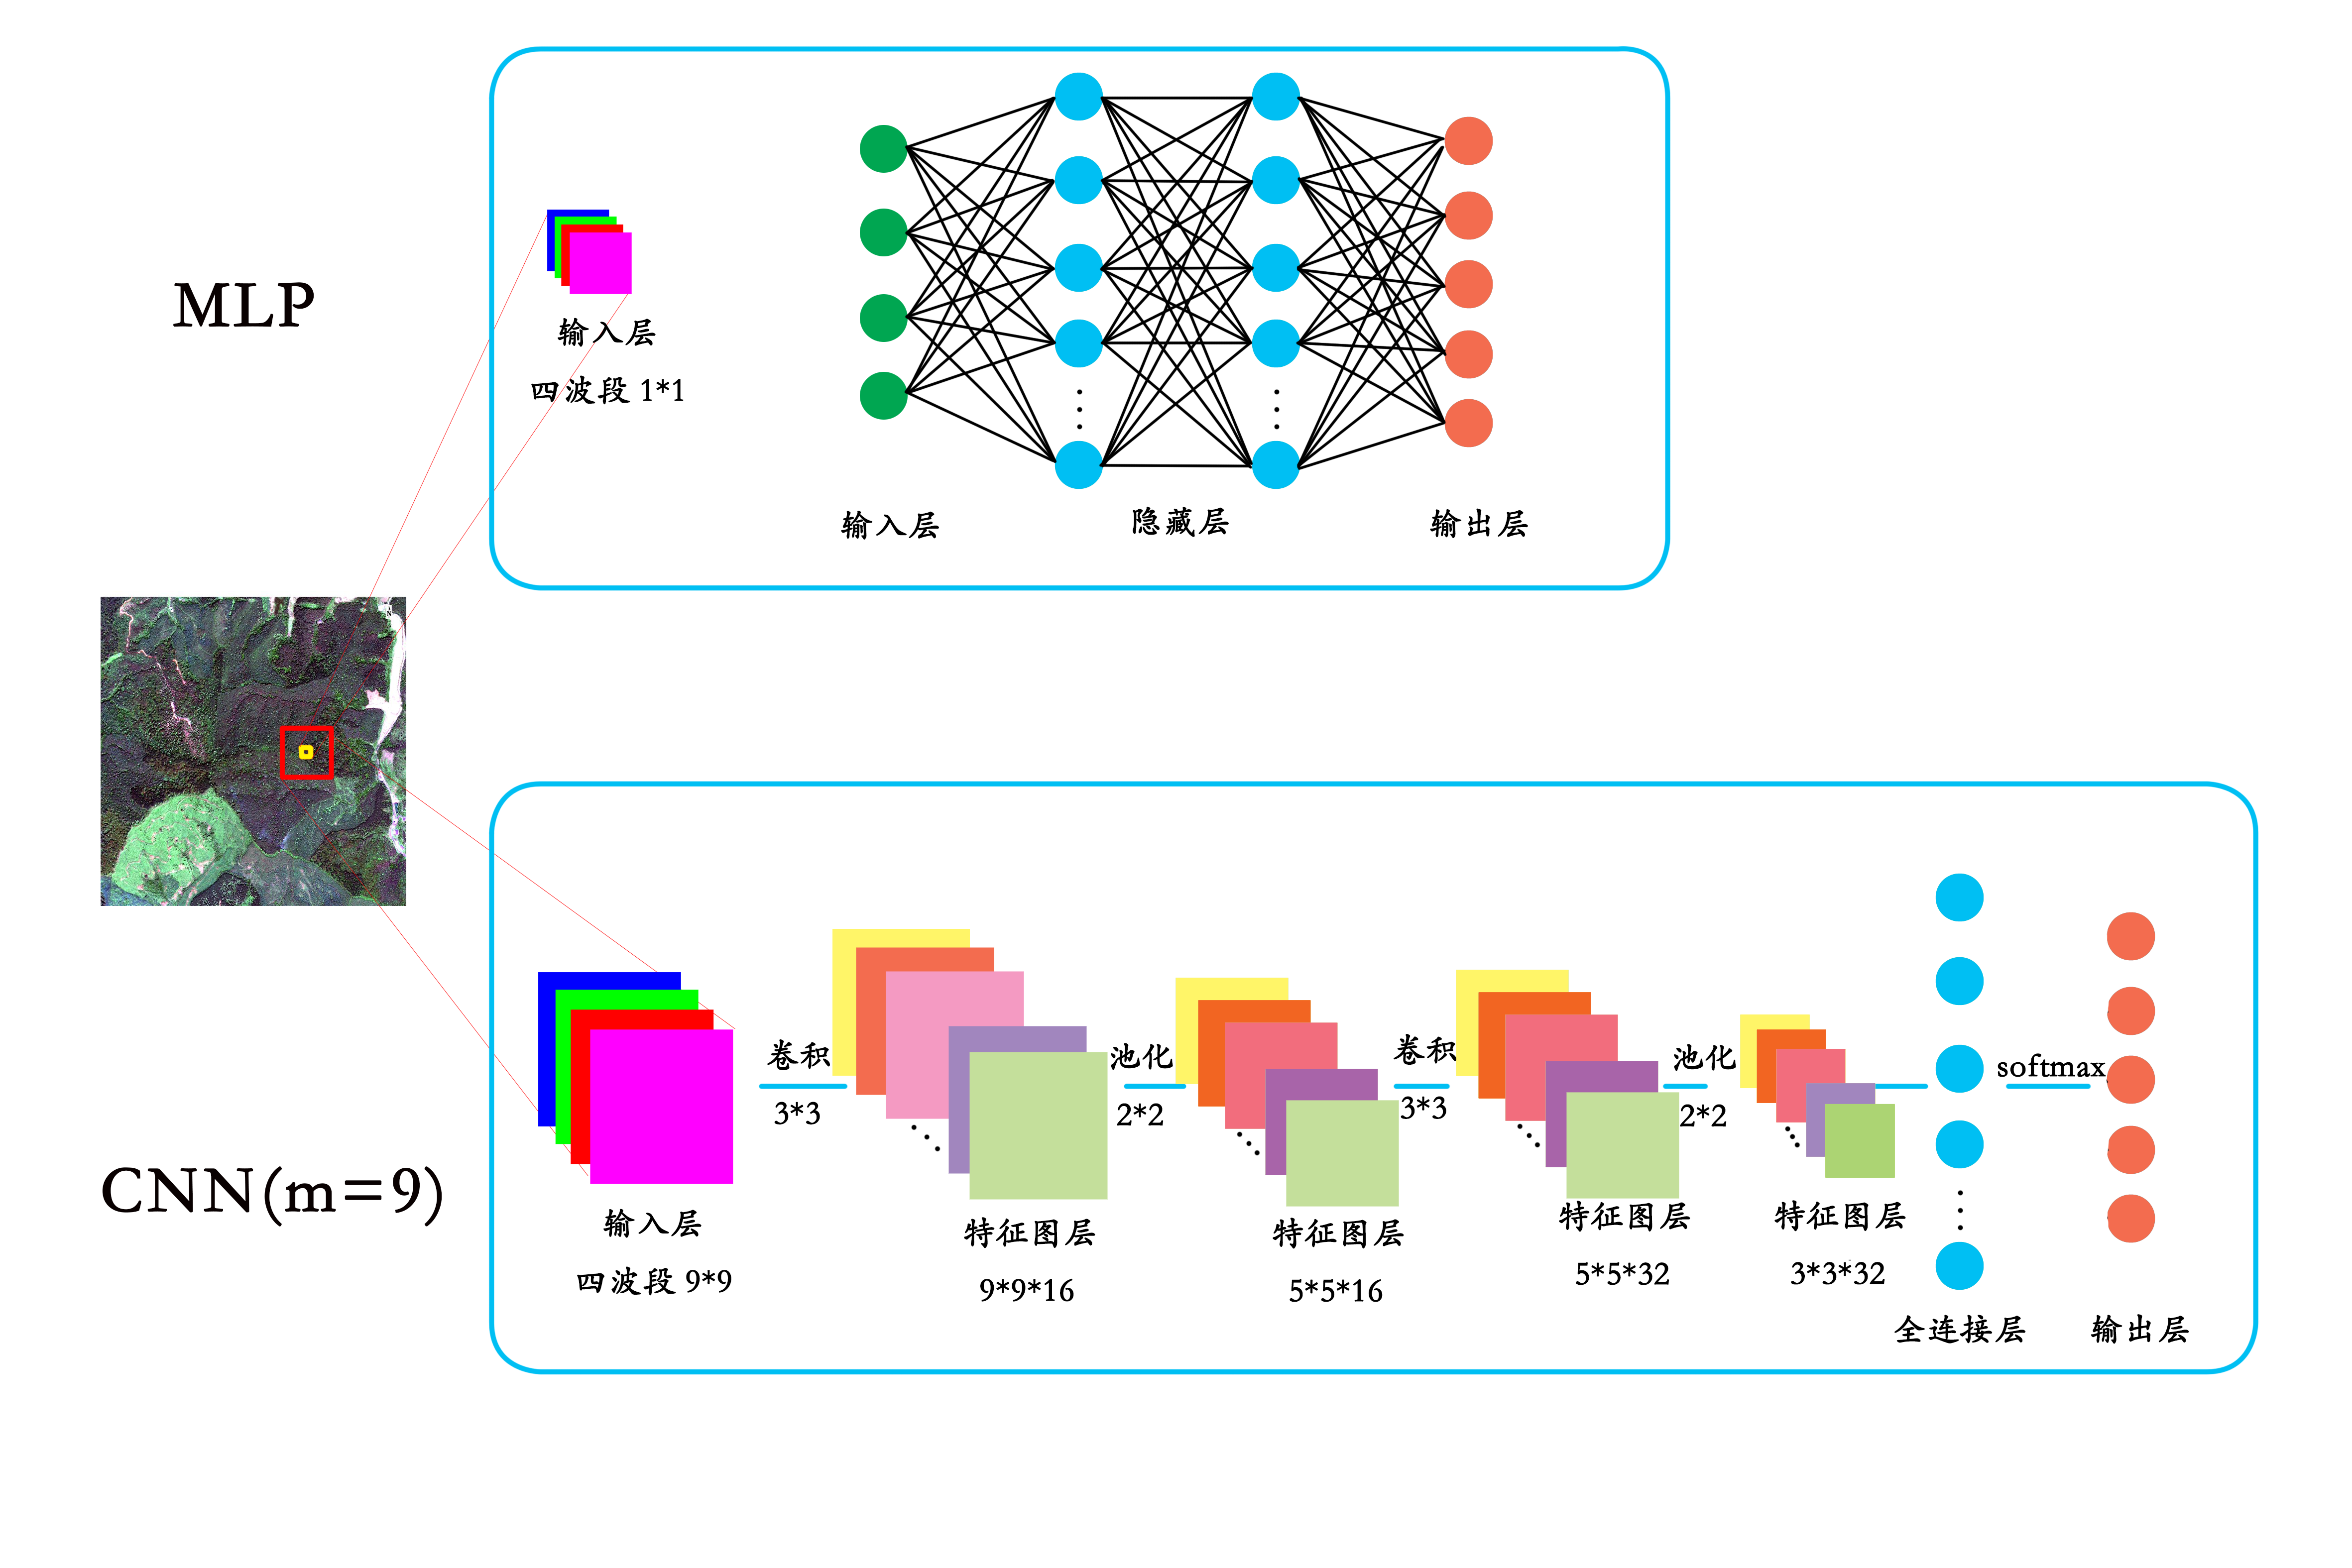 MLP
输入层
四波段 1*1
输入层
隐藏层
输出层
CNN(m=9)
输入层
四波段 9*9
卷积
3*3
特征图层
9*9*16
池化
2*2
特征图层
5*5*16
卷积
3*3
特征图层
5*5*32
池化
2*2
特征图层
3*3*32
全连接层
softmax
输出层